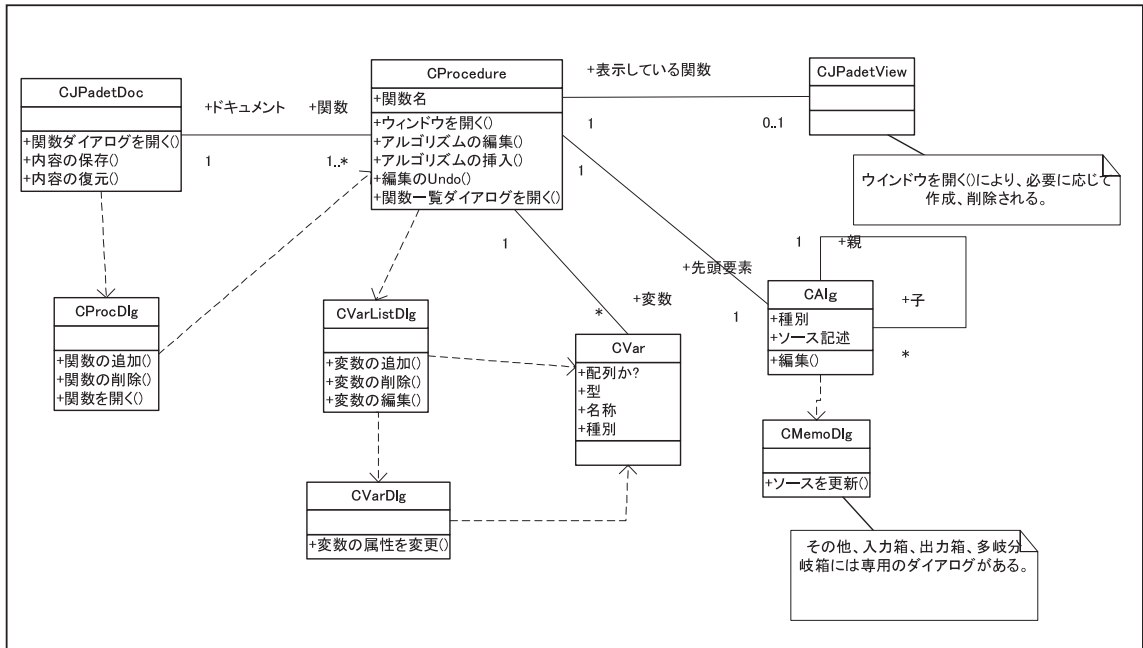 CJPadetDoc
+関数ダイアログを開く()
+内容の保存()
+内容の復元()
+ドキュメント
+関数
1
1..*
CProcedure
+関数名
+ウィンドウを開く()
+アルゴリズムの編集()
+アルゴリズムの挿入()
+編集のUndo()
+関数一覧ダイアログを開く()
+表示している関数
1
0..1
CJPadetView
ウインドウを開く()により、必要に応じて
作成、削除される。
1
+先頭要素
1
1
+親
+子
*
CAlg
+種別
+ソース記述
+編集()
CProcDlg
+関数の追加()
+関数の削除()
+関数を開く()
CVarListDlg
+変数の追加()
+変数の削除()
+変数の編集()
1
+変数
*
CVar
+配列か?
+型
+名称
+種別
CMemoDlg
+ソースを更新()
CVarDlg
+変数の属性を変更()
その他、入力箱、出力箱、多岐分
岐箱には専用のダイアログがある。